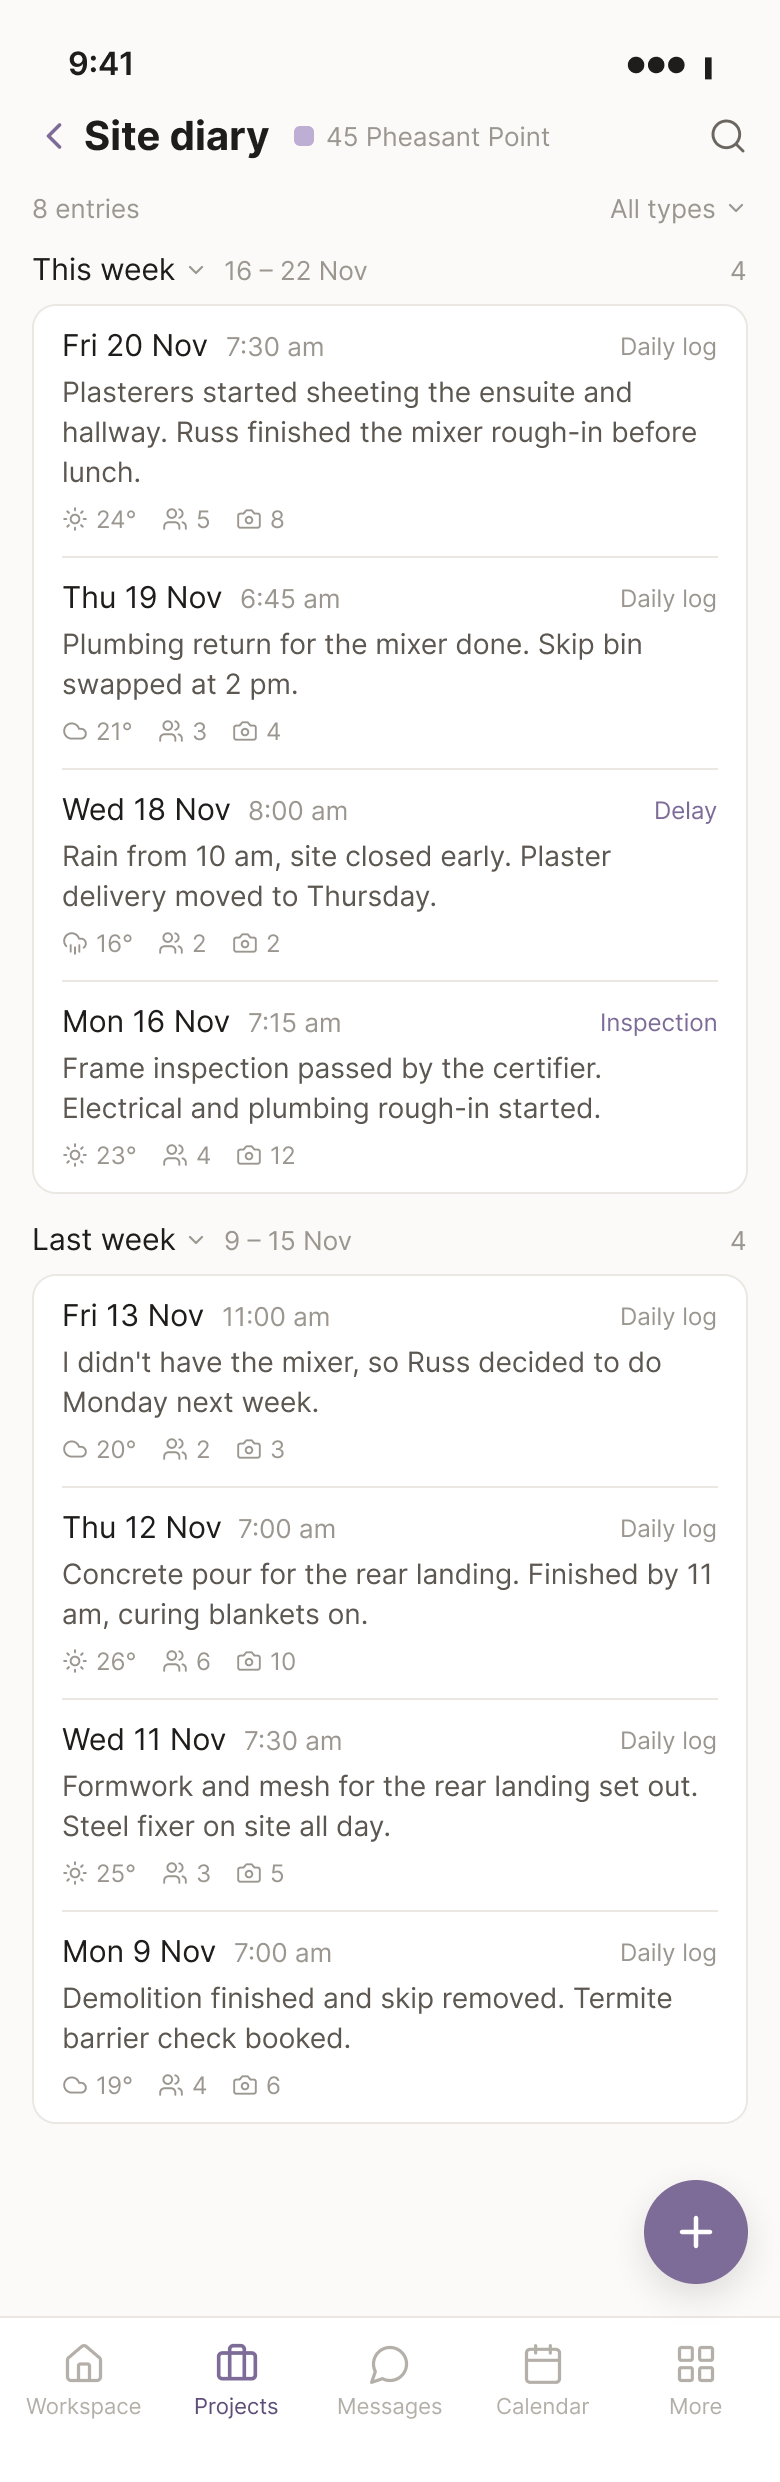 9:41
Site diary 45 Pheasant Point
8 entries All types
This week 16 – 22 Nov 4
Fri 20 Nov 7:30 am Daily log
Plasterers started sheeting the ensuite and
hallway. Russ finished the mixer rough-in before
lunch.
24° 5 8
Thu 19 Nov 6:45 am Daily log
Plumbing return for the mixer done. Skip bin
swapped at 2 pm.
21° 3 4
Wed 18 Nov 8:00 am Delay
Rain from 10 am, site closed early. Plaster
delivery moved to Thursday.
16° 2 2
Mon 16 Nov 7:15 am Inspection
Frame inspection passed by the certifier.
Electrical and plumbing rough-in started.
23° 4 12
Last week 9 – 15 Nov 4
Fri 13 Nov 11:00 am Daily log
I didn't have the mixer, so Russ decided to do
Monday next week.
20° 2 3
Thu 12 Nov 7:00 am Daily log
Concrete pour for the rear landing. Finished by 11
am, curing blankets on.
26° 6 10
Wed 11 Nov 7:30 am Daily log
Formwork and mesh for the rear landing set out.
Steel fixer on site all day.
25° 3 5
Mon 9 Nov 7:00 am Daily log
Demolition finished and skip removed. Termite
barrier check booked.
19° 4 6
Workspace Projects Messages Calendar More